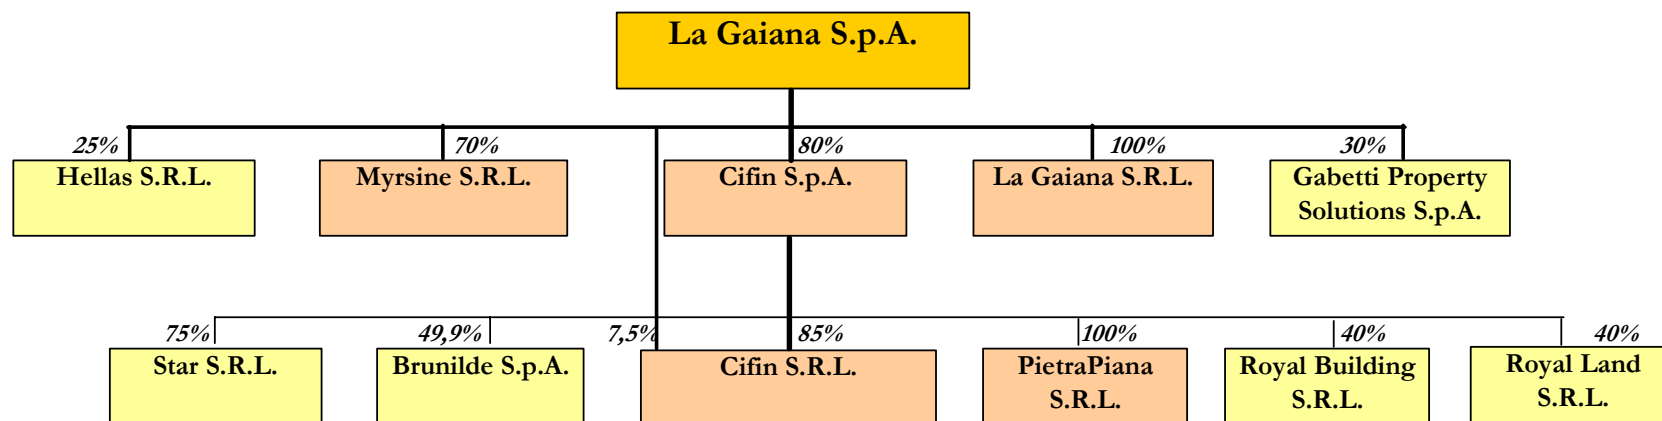 La Gaiana S.p.A.
25%
70%
80%
100%
30%
Hellas S.R.L.
Myrsine S.R.L.
Cifin S.p.A.
La Gaiana S.R.L.
Gabetti Property
Solutions S.p.A.
75%
49,9%
7,5%
85%
100%
40%
40%
Star S.R.L.
Brunilde S.p.A.
Cifin S.R.L.
PietraPiana
S.R.L.
Royal Building
S.R.L.
Royal Land
S.R.L.